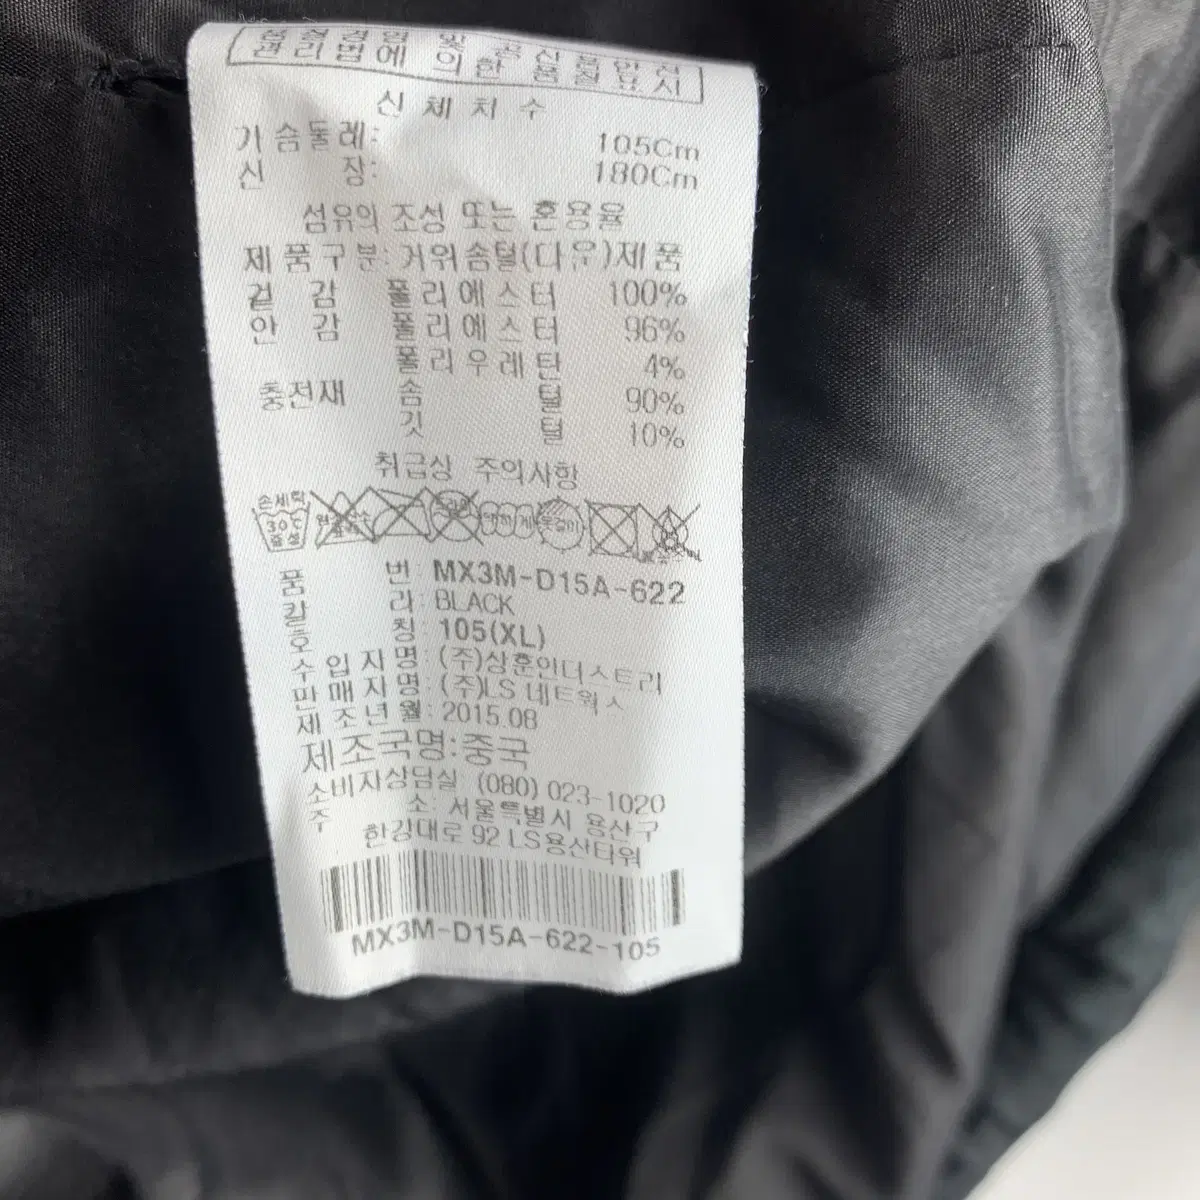 관리법에 의한 품질표시
신체치수
가슴둘레: 105Cm
신 장: 180Cm
섬유의 조성 또는 혼용율
제품구분: 거위솜털(다운)제품
겉 감 폴리에스터 100%
안 감 폴리에스터 96%
폴리우레탄 4%
충전재 솜 털 90%
깃 털 10%
취급상 주의사항
손세탁
30℃
중성
옷걸이
품 번: MX3M-D15A-622
칼 라: BLACK
호 칭: 105(XL)
수입자명: (주)상훈인더스트리
판매자명: (주)LS 네트웍스
제조년월: 2015.08
제조국명:중국
소비자상담실 (080) 023-1020
주 소: 서울특별시 용산구
한강대로 92 LS용산타워
MX3M-D15A-622-105